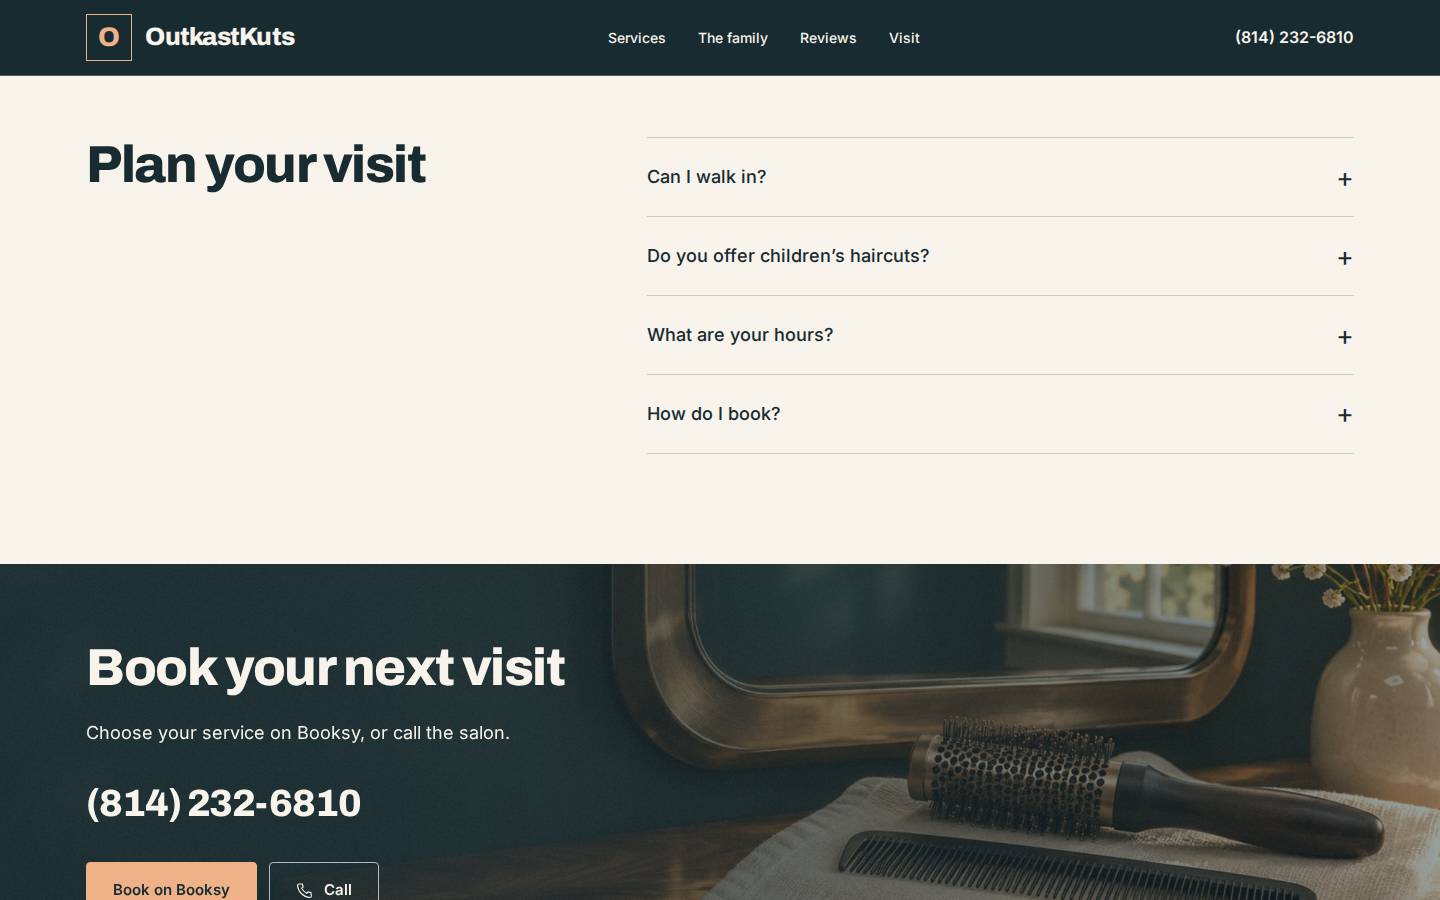 O OutkastKuts
Services The family Reviews Visit
(814) 232-6810
Plan your visit
Can I walk in? +
Do you offer children’s haircuts? +
What are your hours? +
How do I book? +
Book your next visit
Choose your service on Booksy, or call the salon.
(814) 232-6810
Book on Booksy
Call